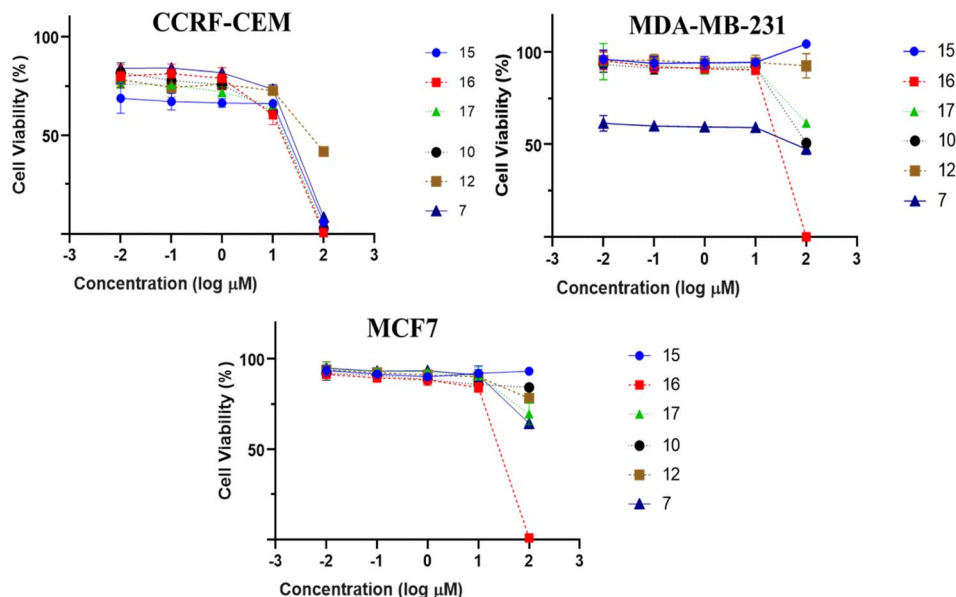 CCRF-CEM
100
50
-3 -2 -1 0 1 2 3
Cell Viability (%)
Concentration (log μM)
15
16
17
10
12
7
MDA-MB-231
100
50
-3 -2 -1 0 1 2 3
Cell Viability (%)
Concentration (log μM)
15
16
17
10
12
7
MCF7
100
50
-3 -2 -1 0 1 2 3
Cell Viability (%)
Concentration (log μM)
15
16
17
10
12
7